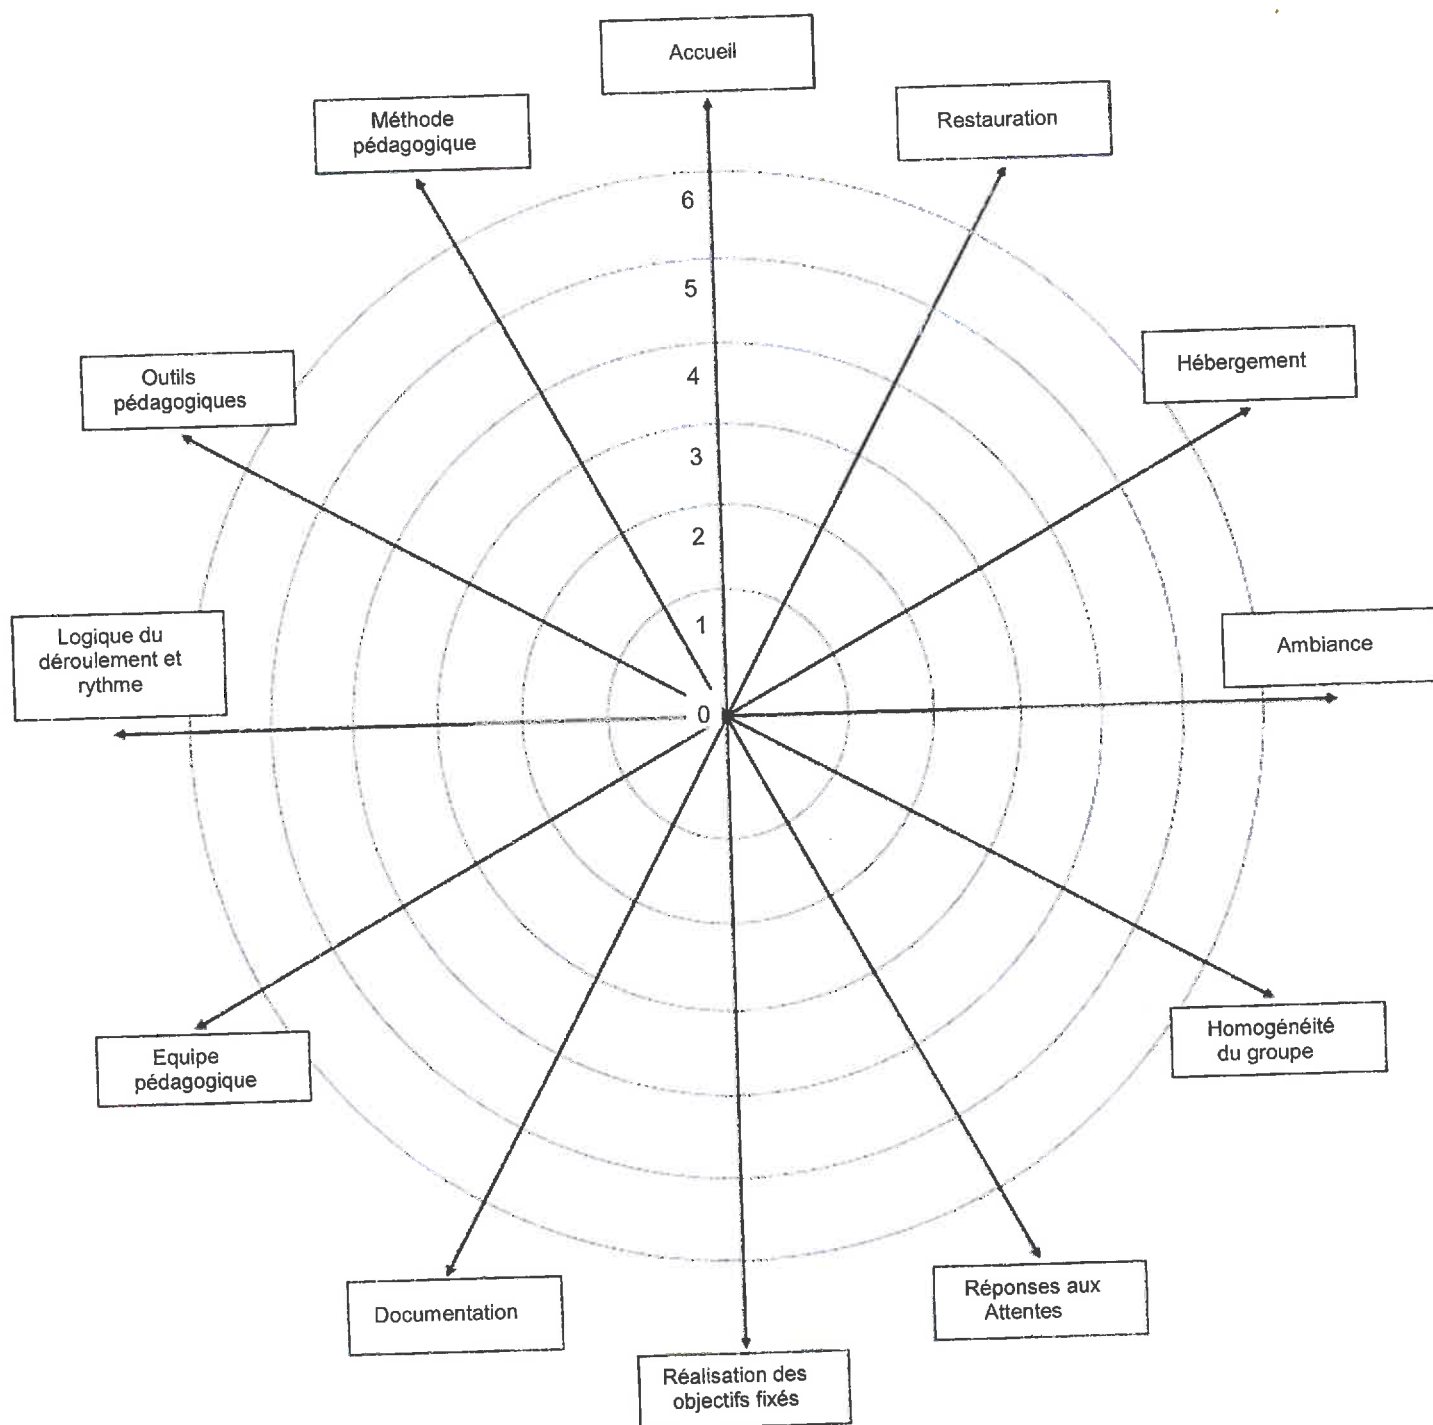 Accueil
Méthode
pédagogique
Restauration
6
5
Outils
pédagogiques
4
Hébergement
3
2
Logique du
déroulement et
rythme
1
Ambiance
0
Equipe
pédagogique
Homogénéité
du groupe
Documentation
Réponses aux
Attentes
Réalisation des
objectifs fixés